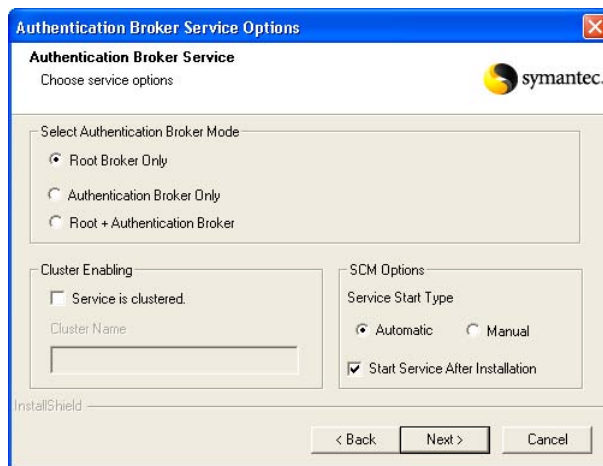 Authentication Broker Service Options
Authentication Broker Service
Choose service options
symantec.
Select Authentication Broker Mode
Root Broker Only
Authentication Broker Only
Root + Authentication Broker
Cluster Enabling
Service is clustered.
Cluster Name
SCM Options
Service Start Type
Automatic Manual
Start Service After Installation
InstallShield
< Back Next > Cancel